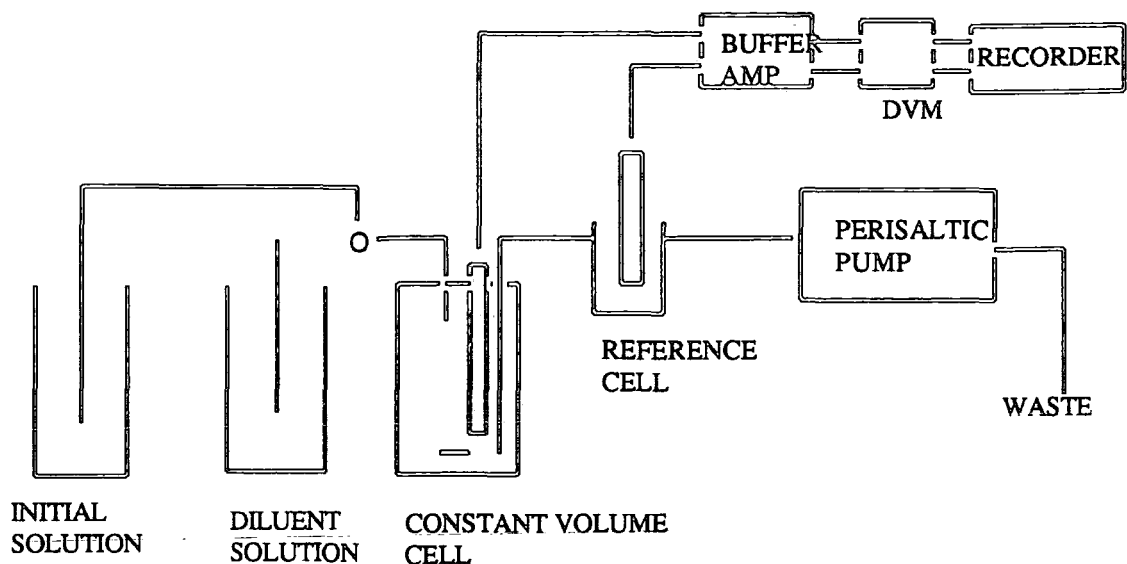 BUFFER
AMP
RECORDER
DVM
PERISALTIC
PUMP
REFERENCE
CELL
WASTE
INITIAL
SOLUTION
DILUENT
SOLUTION
CONSTANT VOLUME
CELL